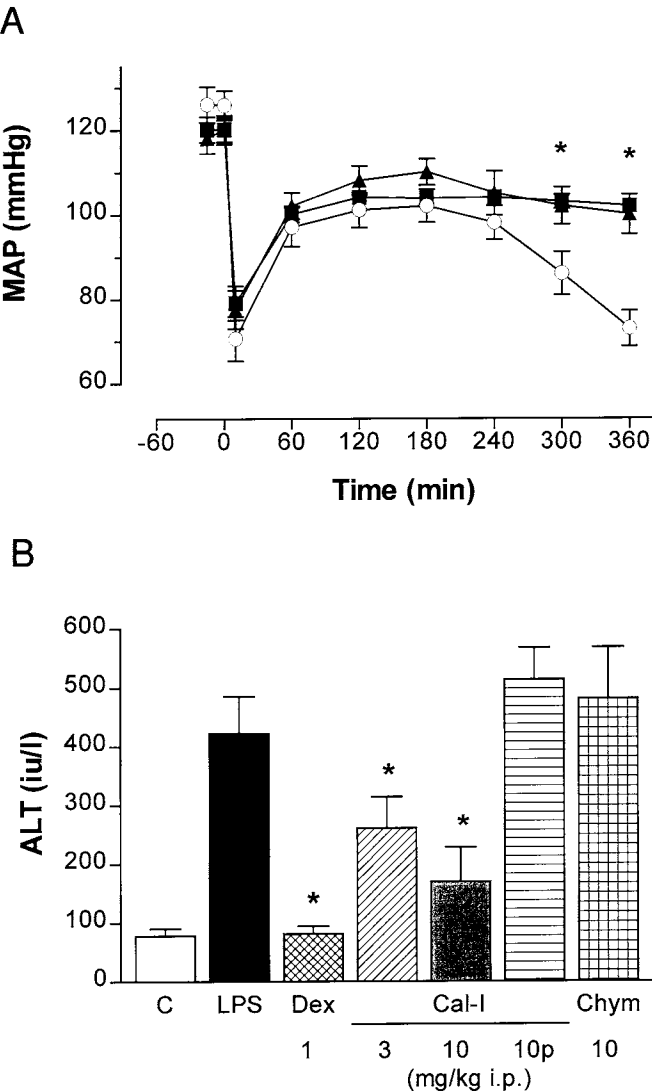 A
MAP (mmHg)
120
100
80
60
* *
-60 0 60 120 180 240 300 360
Time (min)
B
ALT (iu/l)
600
500
400
300
200
100
0
* * *
C LPS Dex Cal-I Chym
1 3 10 10p 10
(mg/kg i.p.)